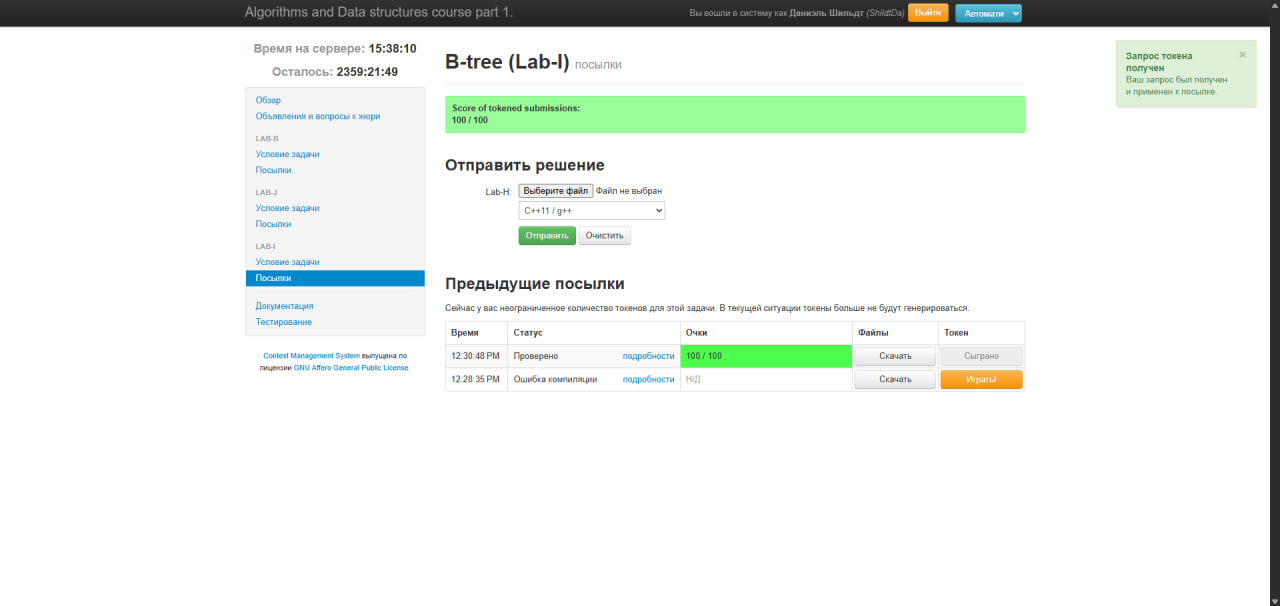 Algorithms and Data structures course part 1.
Вы вошли в систему как Даниэль Шильдт (ShildtDa) Выйти Автомати
Время на сервере: 15:38:10
Осталось: 2359:21:49
Обзор
Объявления и вопросы к жюри
LAB-B
Условие задачи
Посылки
LAB-J
Условие задачи
Посылки
LAB-I
Условие задачи
Посылки
Документация
Тестирование
Contest Management System выпущена по
лицензии GNU Affero General Public License.
B-tree (Lab-I) посылки
Score of tokened submissions:
100 / 100
Отправить решение
Lab-H: Выберите файл Файл не выбран
C++11 / g++
Отправить Очистить
Предыдущие посылки
Сейчас у вас неограниченное количество токенов для этой задачи. В текущей ситуации токены больше не будут генерироваться.
Время Статус Очки Файлы Токен
12:30:48 PM Проверено подробности 100 / 100 Скачать Сыграно
12:28:35 PM Ошибка компиляции подробности Н/Д Скачать Играть!
Запрос токена
получен
×
Ваш запрос был получен
и применен к посылке.